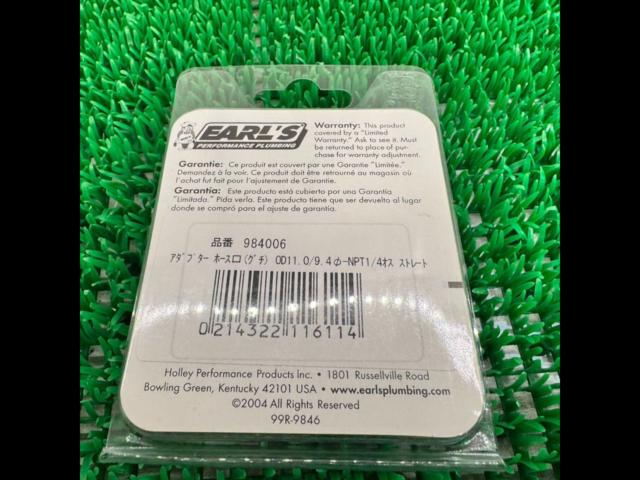 EARL'S
PERFORMANCE PLUMBING
Warranty: This product
covered by a "Limited
Warranty." Ask to see it. Must
be returned to place of pur-
chase for warranty adjustment.
Garantie: Ce produit est couvert par une Garantie "Limitée."
Demandez à la voir. Ce produit doit être retourné au magasin où
l'achat fut fait pour l'ajustement de Garantie.
Garantía: Este producto está cubierto por una Garantía
"Limitada." Pida verla. Este producto tiene que ser devuelto al lugar
donde se compró para el ajuste de garantía.
品番 984006
アダプター ホース口(グチ) OD11.0/9.4φ-NPT1/4オス ストレート
0 21432 2 11611 4
Holley Performance Products Inc. • 1801 Russellville Road
Bowling Green, Kentucky 42101 USA • www.earlsplumbing.com
©2004 All Rights Reserved
99R-9846